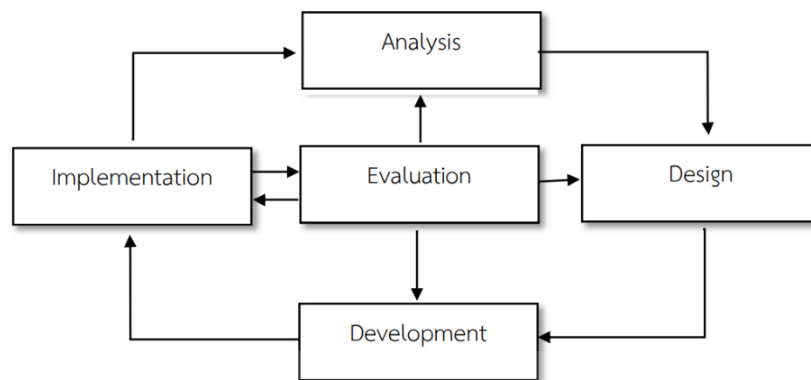 Analysis
Implementation
Evaluation
Design
Development